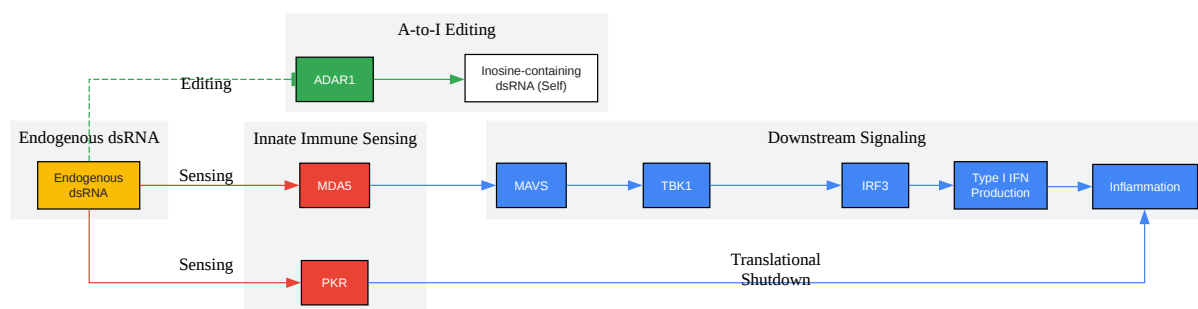 A-to-I Editing
ADAR1
Inosine-containing
dsRNA (Self)
Editing
Endogenous dsRNA
Innate Immune Sensing
Downstream Signaling
Endogenous
dsRNA
Sensing
MDA5
MAVS
TBK1
IRF3
Type I IFN
Production
Inflammation
Sensing
PKR
Translational
Shutdown